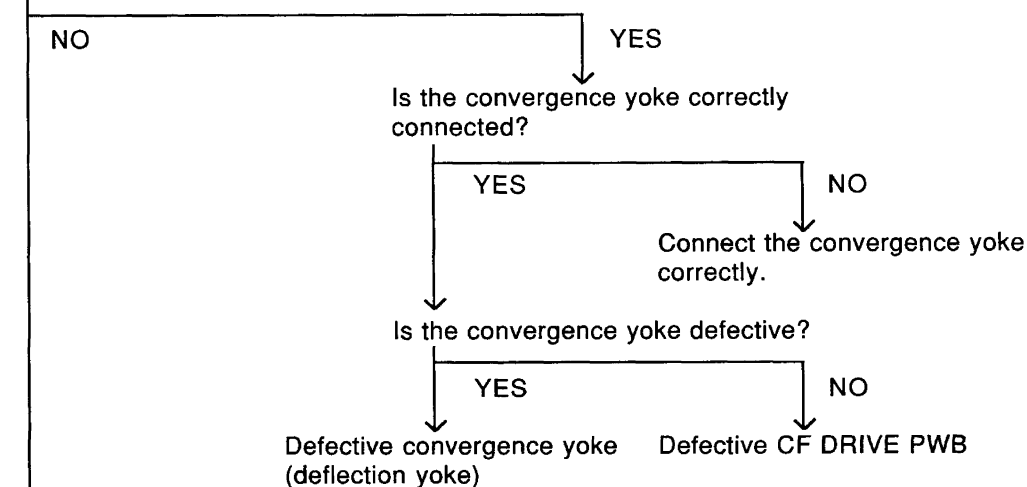 NO
YES
Is the convergence yoke correctly
connected?
YES
NO
Connect the convergence yoke
correctly.
Is the convergence yoke defective?
YES
NO
Defective convergence yoke
(deflection yoke)
Defective CF DRIVE PWB